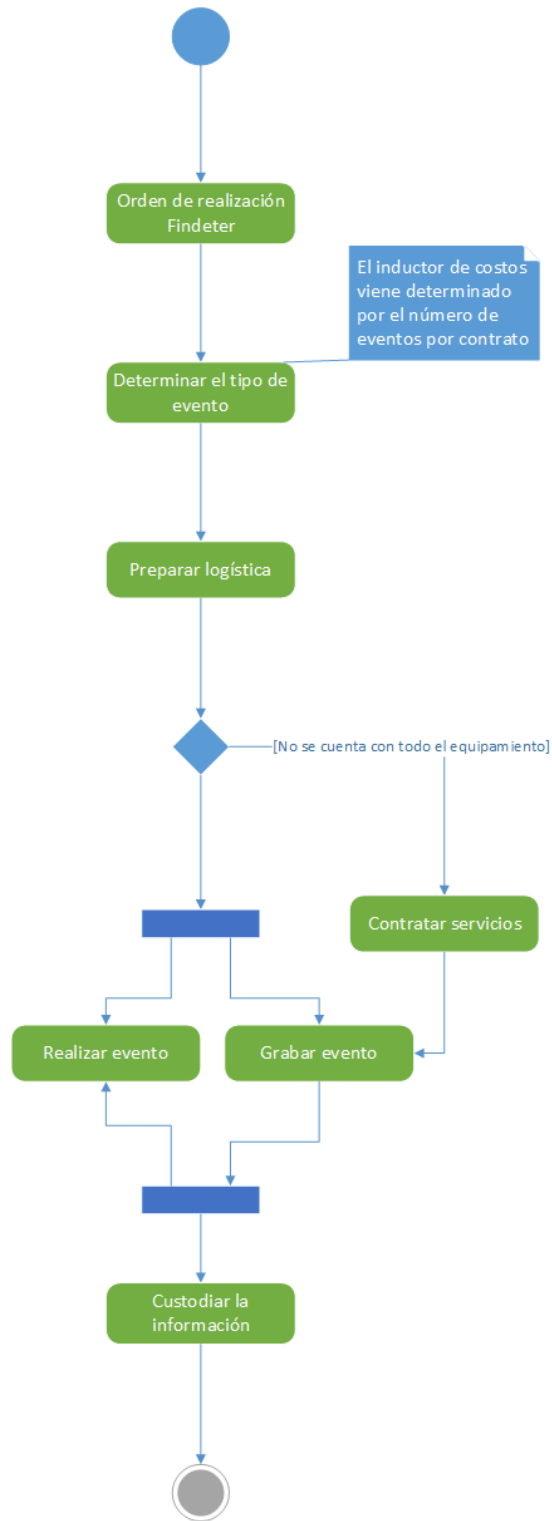 Orden de realización
Findeter
El inductor de costos
viene determinado
por el número de
eventos por contrato
Determinar el tipo de
evento
Preparar logística
[No se cuenta con todo el equipamiento]
Contratar servicios
Realizar evento
Grabar evento
Custodiar la
información